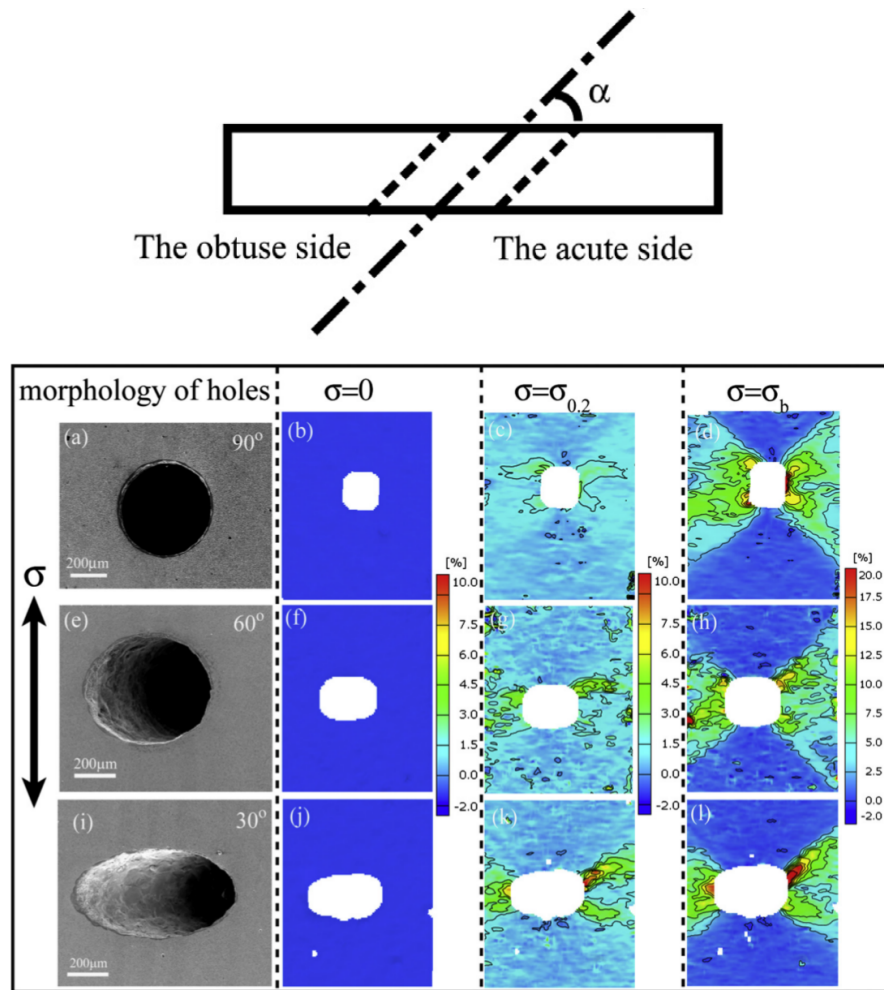 α
The obtuse side
The acute side
morphology of holes
σ=0
σ=σ0.2
σ=σb
(a)
90°
200μm
(b)
(c)
(d)
σ
[%]
10.0
7.5
6.0
4.5
3.0
1.5
0.0
-2.0
[%]
10.0
7.5
6.0
4.5
3.0
1.5
0.0
-2.0
[%]
20.0
17.5
15.0
12.5
10.0
7.5
5.0
2.5
0.0
-2.0
(e)
60°
200μm
(f)
(g)
(h)
(i)
30°
200μm
(j)
(k)
(l)